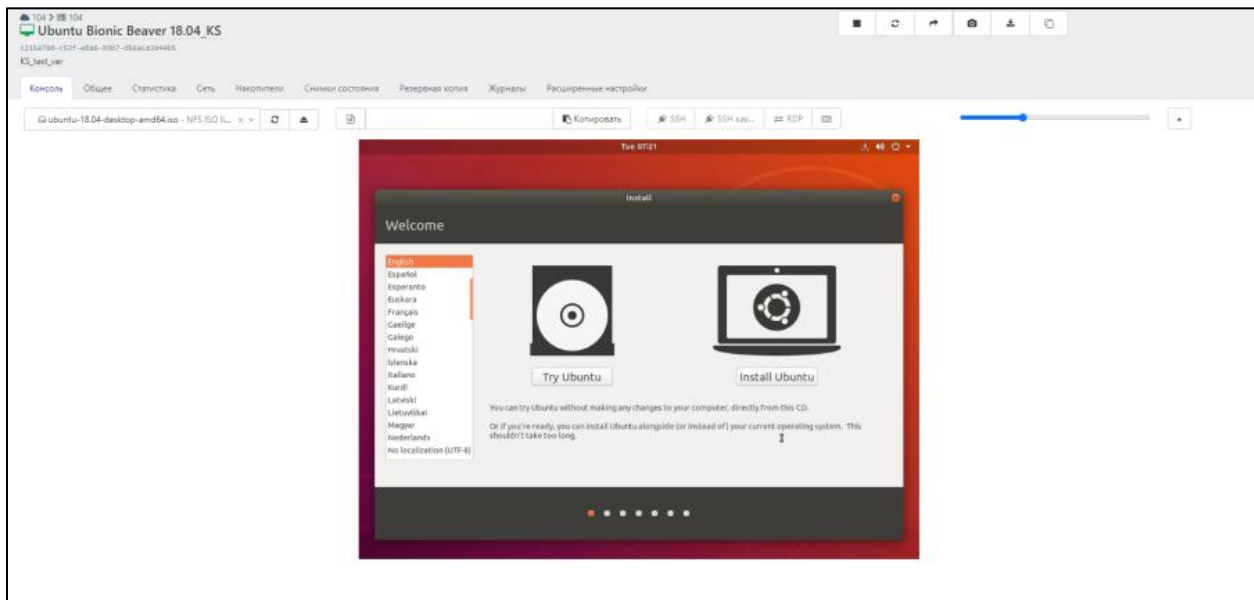 104 > 104
Ubuntu Bionic Beaver 18.04_KS
KS_test_ver
Консоль Общее Статистика Сеть Накопители Снимки состояния Резервная копия Журналы Расширенные настройки
ubuntu-18.04-desktop-amd64.iso - NFS ISO li... Копировать SSH SSH как... RDP
Tue 07:21
Install
Welcome
English
Español
Esperanto
Euskara
Français
Gaeilge
Galego
Hrvatski
Íslenska
Italiano
Kurdî
Latviski
Lietuviškai
Magyar
Nederlands
No localization (UTF-8)
Try Ubuntu Install Ubuntu
You can try Ubuntu without making any changes to your computer, directly from this CD.
Or if you're ready, you can install Ubuntu alongside (or instead of) your current operating system. This
shouldn't take too long.